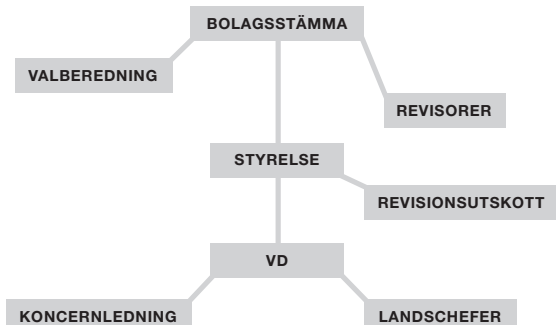 BOLAGSSTÄMMA
VALBEREDNING
REVISORER
STYRELSE
REVISIONSUTSKOTT
VD
KONCERNLEDNING
LANDSCHEFER